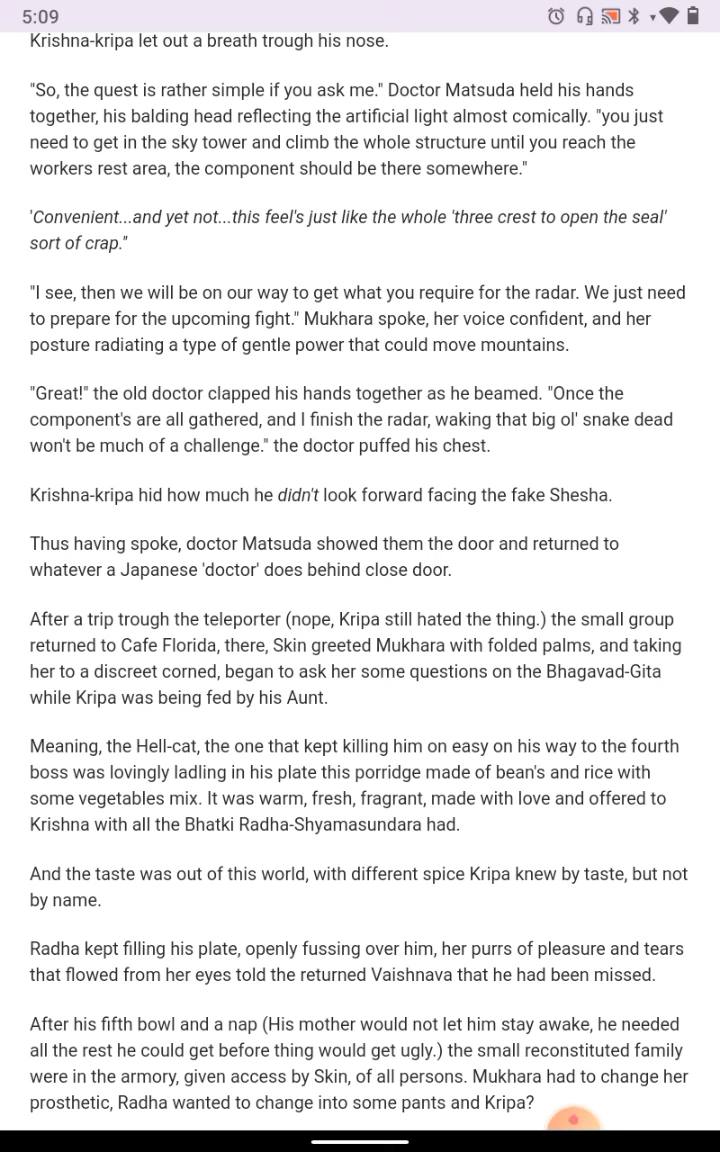 5:09
Krishna-kripa let out a breath trough his nose.
"So, the quest is rather simple if you ask me." Doctor Matsuda held his hands
together, his balding head reflecting the artificial light almost comically. "you just
need to get in the sky tower and climb the whole structure until you reach the
workers rest area, the component should be there somewhere."
'Convenient...and yet not...this feel's just like the whole 'three crest to open the seal'
sort of crap."
"I see, then we will be on our way to get what you require for the radar. We just need
to prepare for the upcoming fight." Mukhara spoke, her voice confident, and her
posture radiating a type of gentle power that could move mountains.
"Great!" the old doctor clapped his hands together as he beamed. "Once the
component's are all gathered, and I finish the radar, waking that big ol' snake dead
won't be much of a challenge." the doctor puffed his chest.
Krishna-kripa hid how much he didn't look forward facing the fake Shesha.
Thus having spoke, doctor Matsuda showed them the door and returned to
whatever a Japanese 'doctor' does behind close door.
After a trip trough the teleporter (nope, Kripa still hated the thing.) the small group
returned to Cafe Florida, there, Skin greeted Mukhara with folded palms, and taking
her to a discreet corned, began to ask her some questions on the Bhagavad-Gita
while Kripa was being fed by his Aunt.
Meaning, the Hell-cat, the one that kept killing him on easy on his way to the fourth
boss was lovingly ladling in his plate this porridge made of bean's and rice with
some vegetables mix. It was warm, fresh, fragrant, made with love and offered to
Krishna with all the Bhatki Radha-Shyamasundara had.
And the taste was out of this world, with different spice Kripa knew by taste, but not
by name.
Radha kept filling his plate, openly fussing over him, her purrs of pleasure and tears
that flowed from her eyes told the returned Vaishnava that he had been missed.
After his fifth bowl and a nap (His mother would not let him stay awake, he needed
all the rest he could get before thing would get ugly.) the small reconstituted family
were in the armory, given access by Skin, of all persons. Mukhara had to change her
prosthetic, Radha wanted to change into some pants and Kripa?